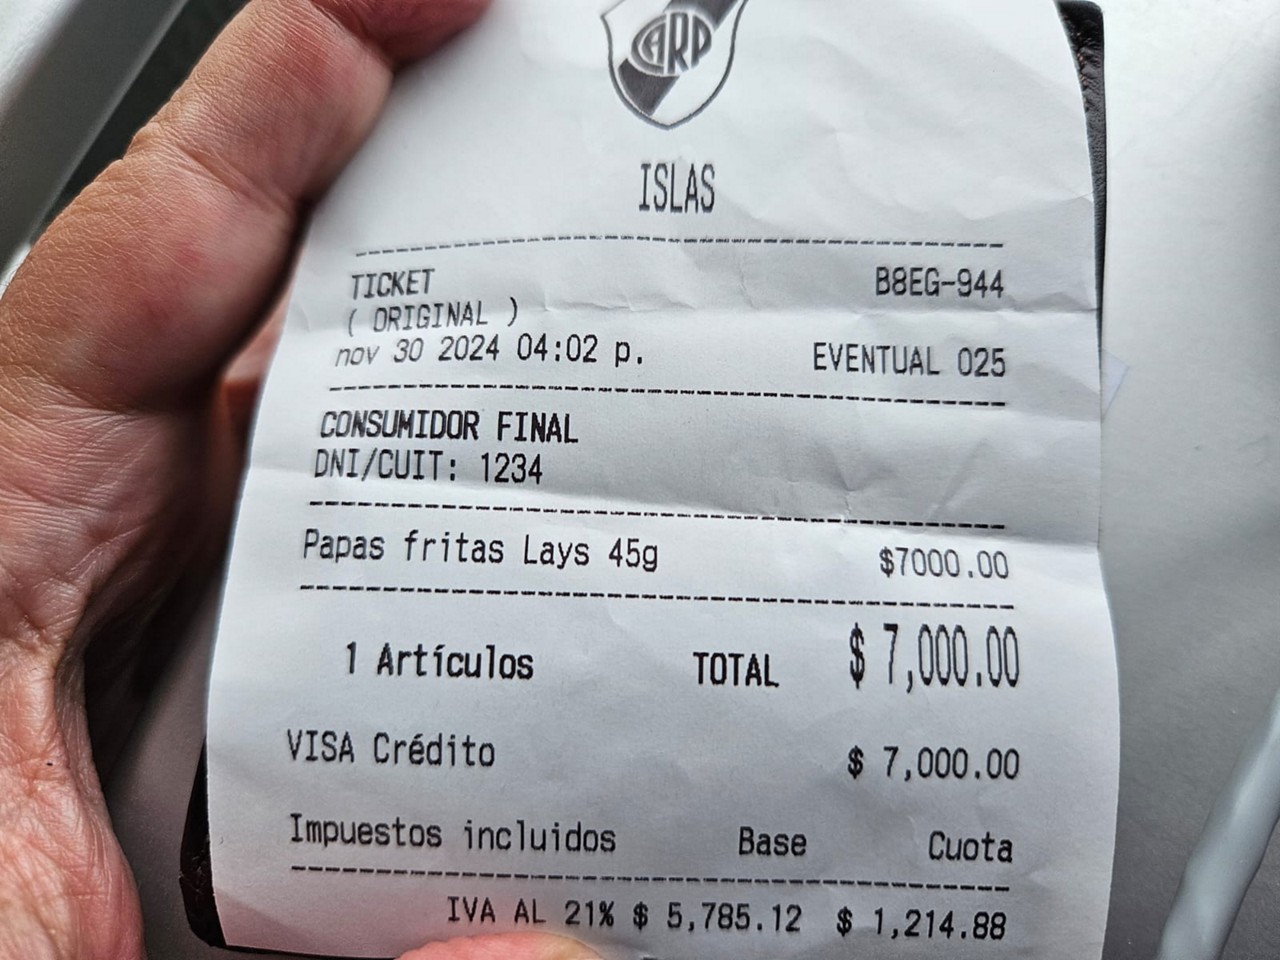 CARP
ISLAS
TICKET B8EG-944
( ORIGINAL )
nov 30 2024 04:02 p. EVENTUAL 025
CONSUMIDOR FINAL
DNI/CUIT: 1234
Papas fritas Lays 45g $7000.00
1 Artículos TOTAL $ 7,000.00
VISA Crédito $ 7,000.00
Impuestos incluidos Base Cuota
IVA AL 21% $ 5,785.12 $ 1,214.88